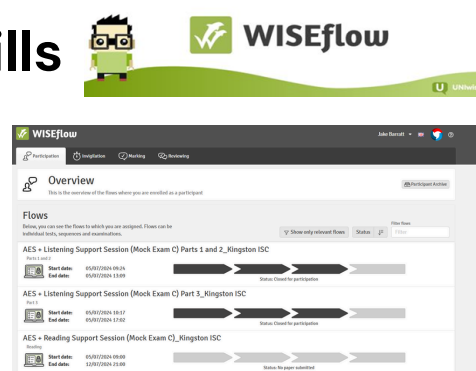 ills
WISEflow
UNIwise
WISEflow
Jake Barratt
Participation Invigilation Marking Reviewing
Overview
This is the overview of the flows where you are enrolled as a participant
Participant Archive
Flows
Below, you can see the flows to which you are assigned. Flows can be
individual tests, sequences and examinations.
Show only relevant flows Status
Filter flows
Filter
AES + Listening Support Session (Mock Exam C) Parts 1 and 2_Kingston ISC
Parts 1 and 2
Start date: 05/07/2024 09:24
End date: 05/07/2024 13:09
Status: Closed for participation
AES + Listening Support Session (Mock Exam C) Part 3_Kingston ISC
Part 3
Start date: 05/07/2024 10:17
End date: 05/07/2024 17:02
Status: Closed for participation
AES + Reading Support Session (Mock Exam C)_Kingston ISC
Reading
Start date: 05/07/2024 09:00
End date: 12/07/2024 21:00
Status: No paper submitted